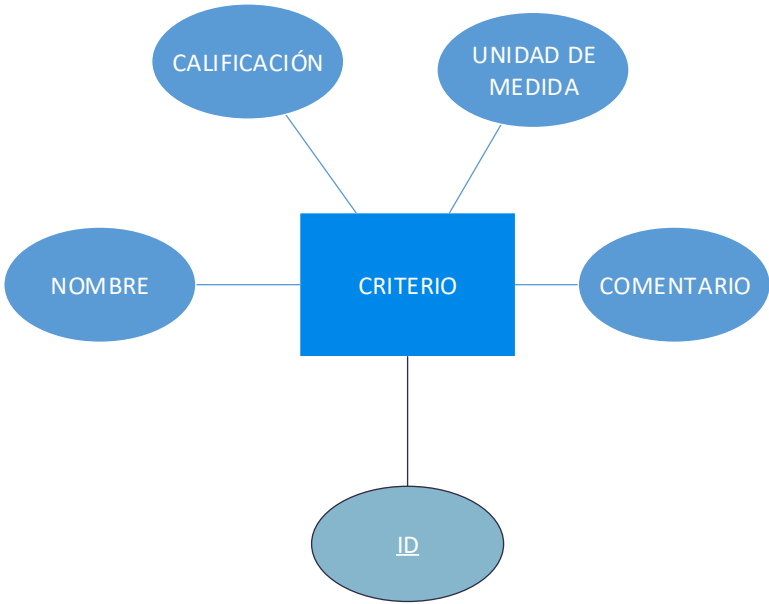 CALIFICACIÓN
UNIDAD DE
MEDIDA
NOMBRE
CRITERIO
COMENTARIO
ID